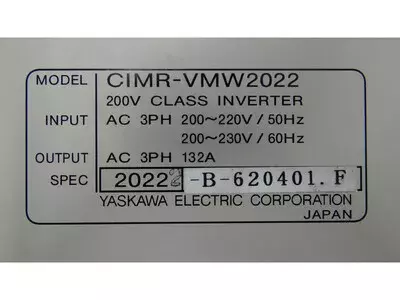 MODEL CIMR-VMW2022
200V CLASS INVERTER
INPUT AC 3PH 200~220V / 50Hz
200~230V / 60Hz
OUTPUT AC 3PH 132A
SPEC 20222-B-620401.F
YASKAWA ELECTRIC CORPORATION
JAPAN